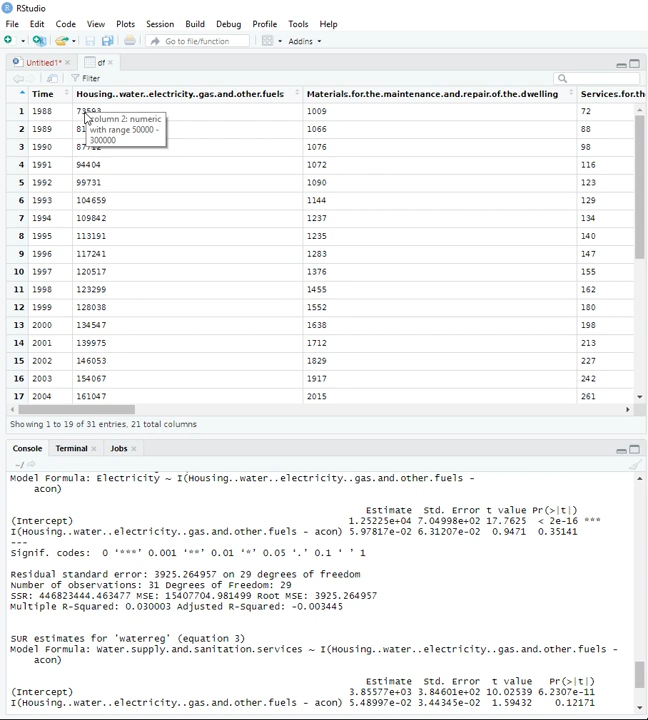 RStudio
File Edit Code View Plots Session Build Debug Profile Tools Help
Go to file/function Addins
Untitled1* df
Filter
Time Housing..water..electricity..gas.and.other.fuels Materials.for.the.maintenance.and.repair.of.the.dwelling Services.for.th
1 1988 73593 1009 72
column 2: numeric
with range 50000 -
300000
2 1989 1066 88
3 1990 1076 98
4 1991 94404 1072 116
5 1992 99731 1090 123
6 1993 104659 1144 129
7 1994 109842 1237 134
8 1995 113191 1235 140
9 1996 117241 1283 147
10 1997 120517 1376 155
11 1998 123299 1455 162
12 1999 128038 1552 180
13 2000 134547 1638 198
14 2001 139975 1712 213
15 2002 146053 1829 227
16 2003 154067 1917 242
17 2004 161047 2015 261
Showing 1 to 19 of 31 entries, 21 total columns
Console Terminal Jobs
~/
Model Formula: Electricity ~ I(Housing..water..electricity..gas.and.other.fuels -
acon)
Estimate Std. Error t value Pr(>|t|)
(Intercept) 1.25225e+04 7.04998e+02 17.7625 < 2e-16 ***
I(Housing..water..electricity..gas.and.other.fuels - acon) 5.97817e-02 6.31207e-02 0.9471 0.35141
---
Signif. codes: 0 ‘***’ 0.001 ‘**’ 0.01 ‘*’ 0.05 ‘.’ 0.1 ‘ ’ 1
Residual standard error: 3925.264957 on 29 degrees of freedom
Number of observations: 31 Degrees of Freedom: 29
SSR: 446823444.463477 MSE: 15407704.981499 Root MSE: 3925.264957
Multiple R-Squared: 0.030003 Adjusted R-Squared: -0.003445
SUR estimates for 'waterreg' (equation 3)
Model Formula: Water.supply.and.sanitation.services ~ I(Housing..water..electricity..gas.and.other.fuels -
acon)
Estimate Std. Error t value Pr(>|t|)
(Intercept) 3.85577e+03 3.84601e+02 10.02539 6.2307e-11
I(Housing..water..electricity..gas.and.other.fuels - acon) 5.48997e-02 3.44345e-02 1.59432 0.12171